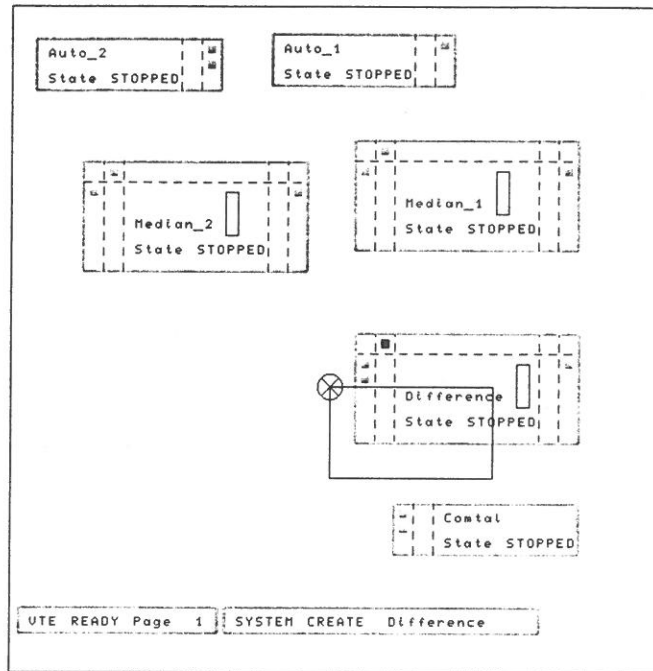 Auto_2
State STOPPED
Auto_1
State STOPPED
Median_2
State STOPPED
Median_1
State STOPPED
Difference
State STOPPED
Comtal
State STOPPED
VTE READY Page 1
SYSTEM CREATE Difference